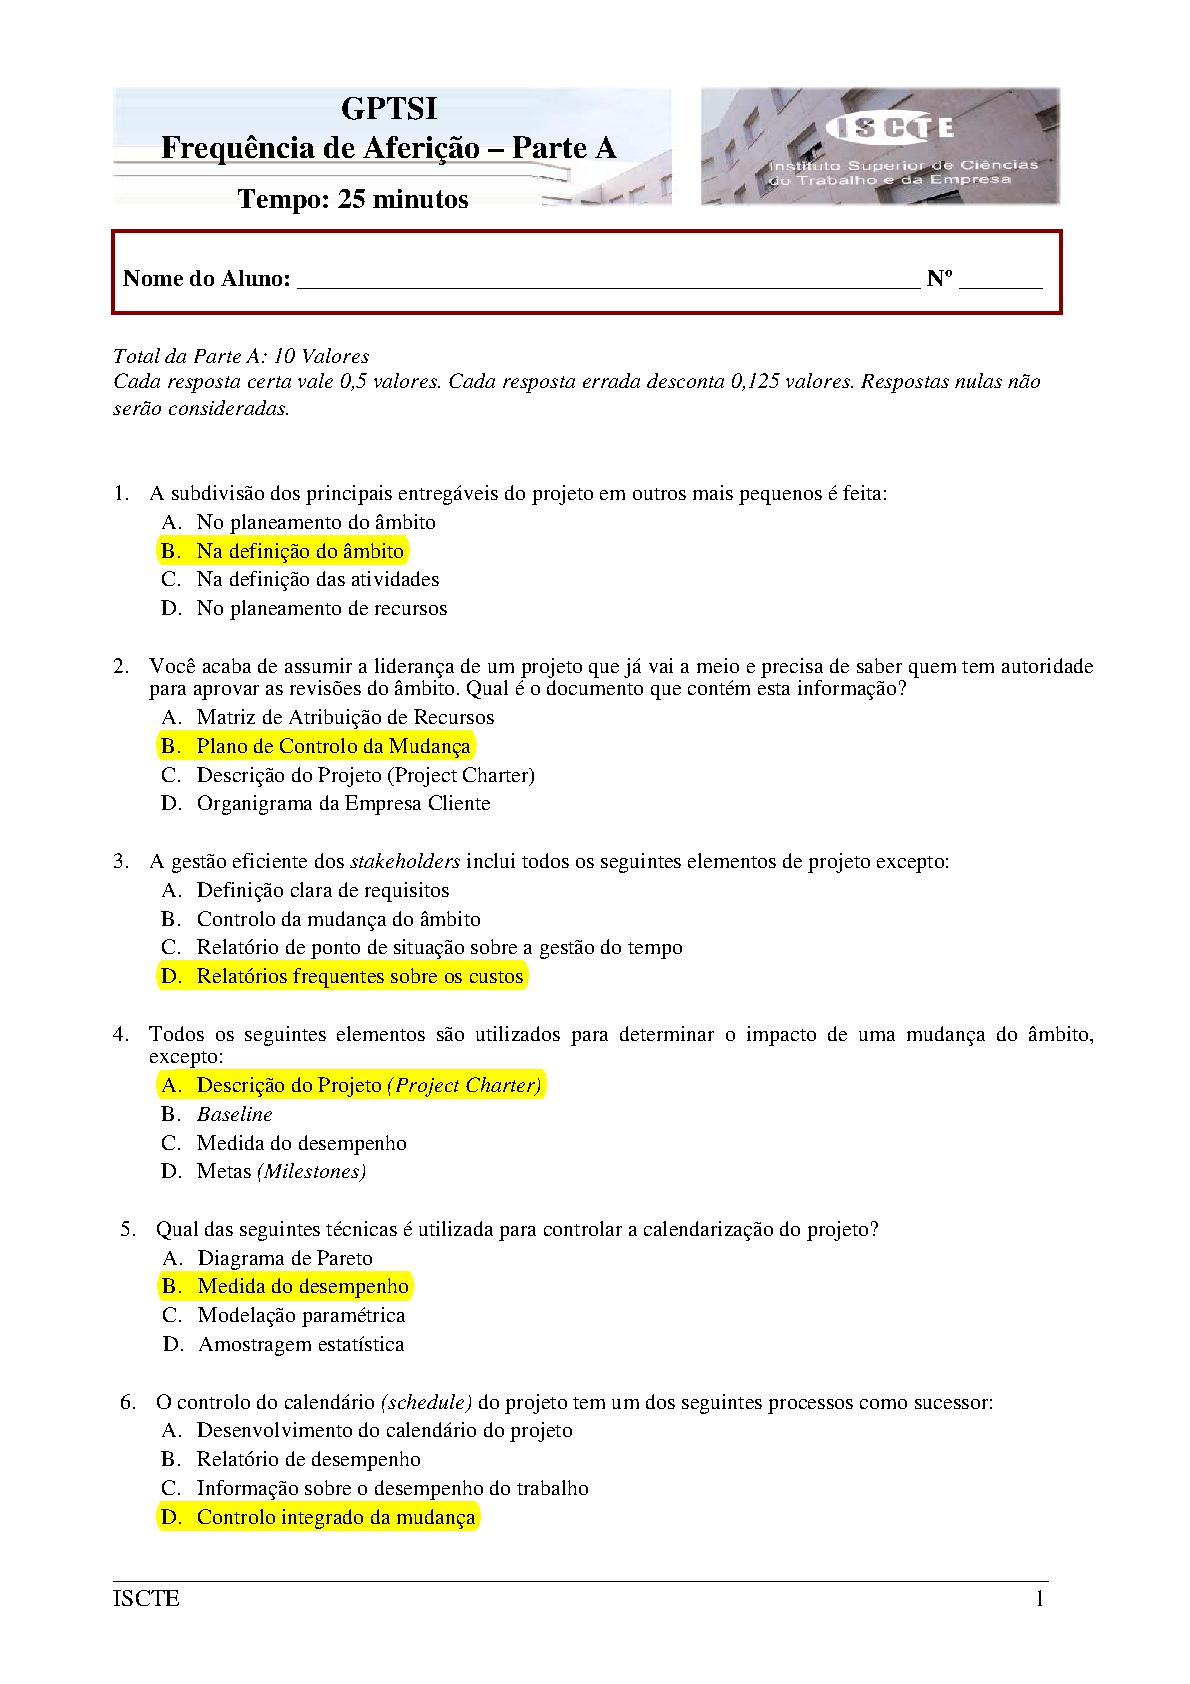 GPTSI
Frequência de Aferição – Parte A
Tempo: 25 minutos
ISCTE
Instituto Superior de Ciências
do Trabalho e da Empresa
Nome do Aluno: ____________________________________________________ Nº _______
Total da Parte A: 10 Valores
Cada resposta certa vale 0,5 valores. Cada resposta errada desconta 0,125 valores. Respostas nulas não
serão consideradas.
1. A subdivisão dos principais entregáveis do projeto em outros mais pequenos é feita:
A. No planeamento do âmbito
B. Na definição do âmbito
C. Na definição das atividades
D. No planeamento de recursos
2. Você acaba de assumir a liderança de um projeto que já vai a meio e precisa de saber quem tem autoridade
para aprovar as revisões do âmbito. Qual é o documento que contém esta informação?
A. Matriz de Atribuição de Recursos
B. Plano de Controlo da Mudança
C. Descrição do Projeto (Project Charter)
D. Organigrama da Empresa Cliente
3. A gestão eficiente dos stakeholders inclui todos os seguintes elementos de projeto excepto:
A. Definição clara de requisitos
B. Controlo da mudança do âmbito
C. Relatório de ponto de situação sobre a gestão do tempo
D. Relatórios frequentes sobre os custos
4. Todos os seguintes elementos são utilizados para determinar o impacto de uma mudança do âmbito,
excepto:
A. Descrição do Projeto (Project Charter)
B. Baseline
C. Medida do desempenho
D. Metas (Milestones)
5. Qual das seguintes técnicas é utilizada para controlar a calendarização do projeto?
A. Diagrama de Pareto
B. Medida do desempenho
C. Modelação paramétrica
D. Amostragem estatística
6. O controlo do calendário (schedule) do projeto tem um dos seguintes processos como sucessor:
A. Desenvolvimento do calendário do projeto
B. Relatório de desempenho
C. Informação sobre o desempenho do trabalho
D. Controlo integrado da mudança
ISCTE 1